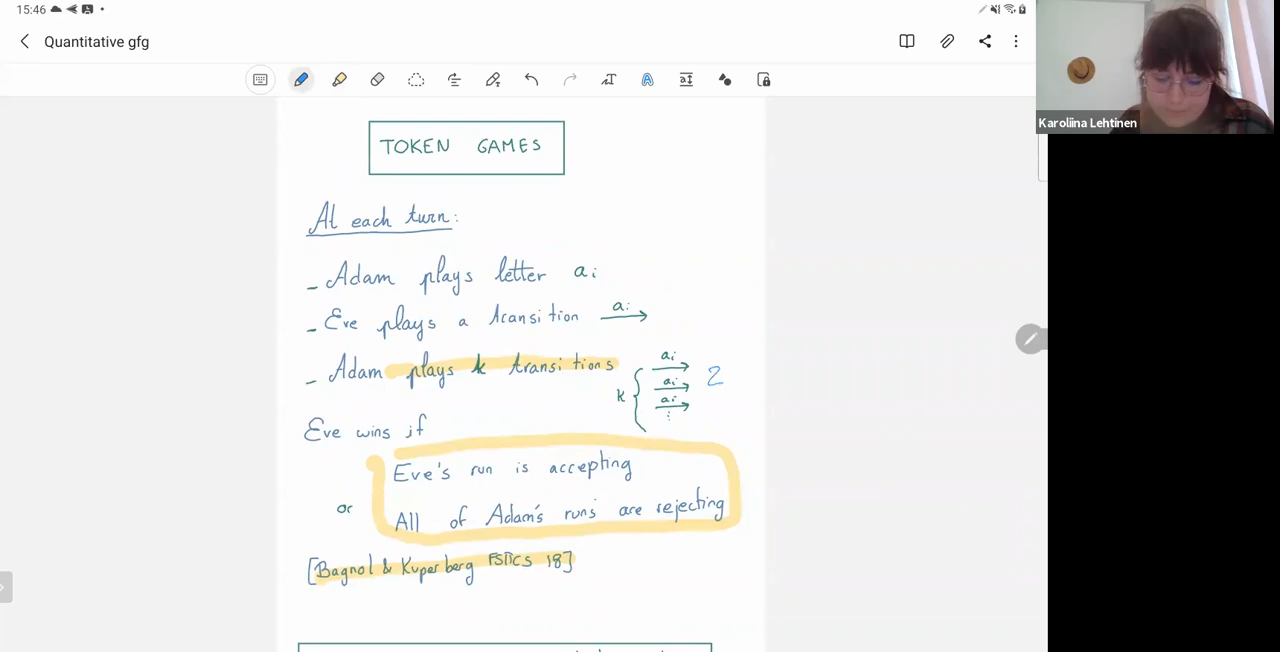 15:46
Quantitative gfg
Karoliina Lehtinen
TOKEN GAMES
At each turn:
- Adam plays letter ai
- Eve plays a transition ai
- Adam plays k transitions
k { ai ai ai ⋮ 2
Eve wins if
Eve's run is accepting
or
All of Adam's runs are rejecting
[Bagnol & Kuperberg FSTTCS 18]